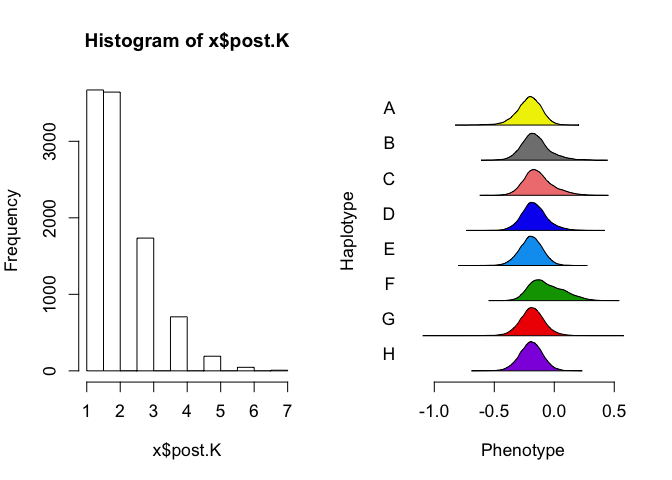 Histogram of x$post.K
Frequency
0
1000
2000
3000
1 2 3 4 5 6 7
x$post.K
Haplotype
A
B
C
D
E
F
G
H
-1.0 -0.5 0.0 0.5
Phenotype